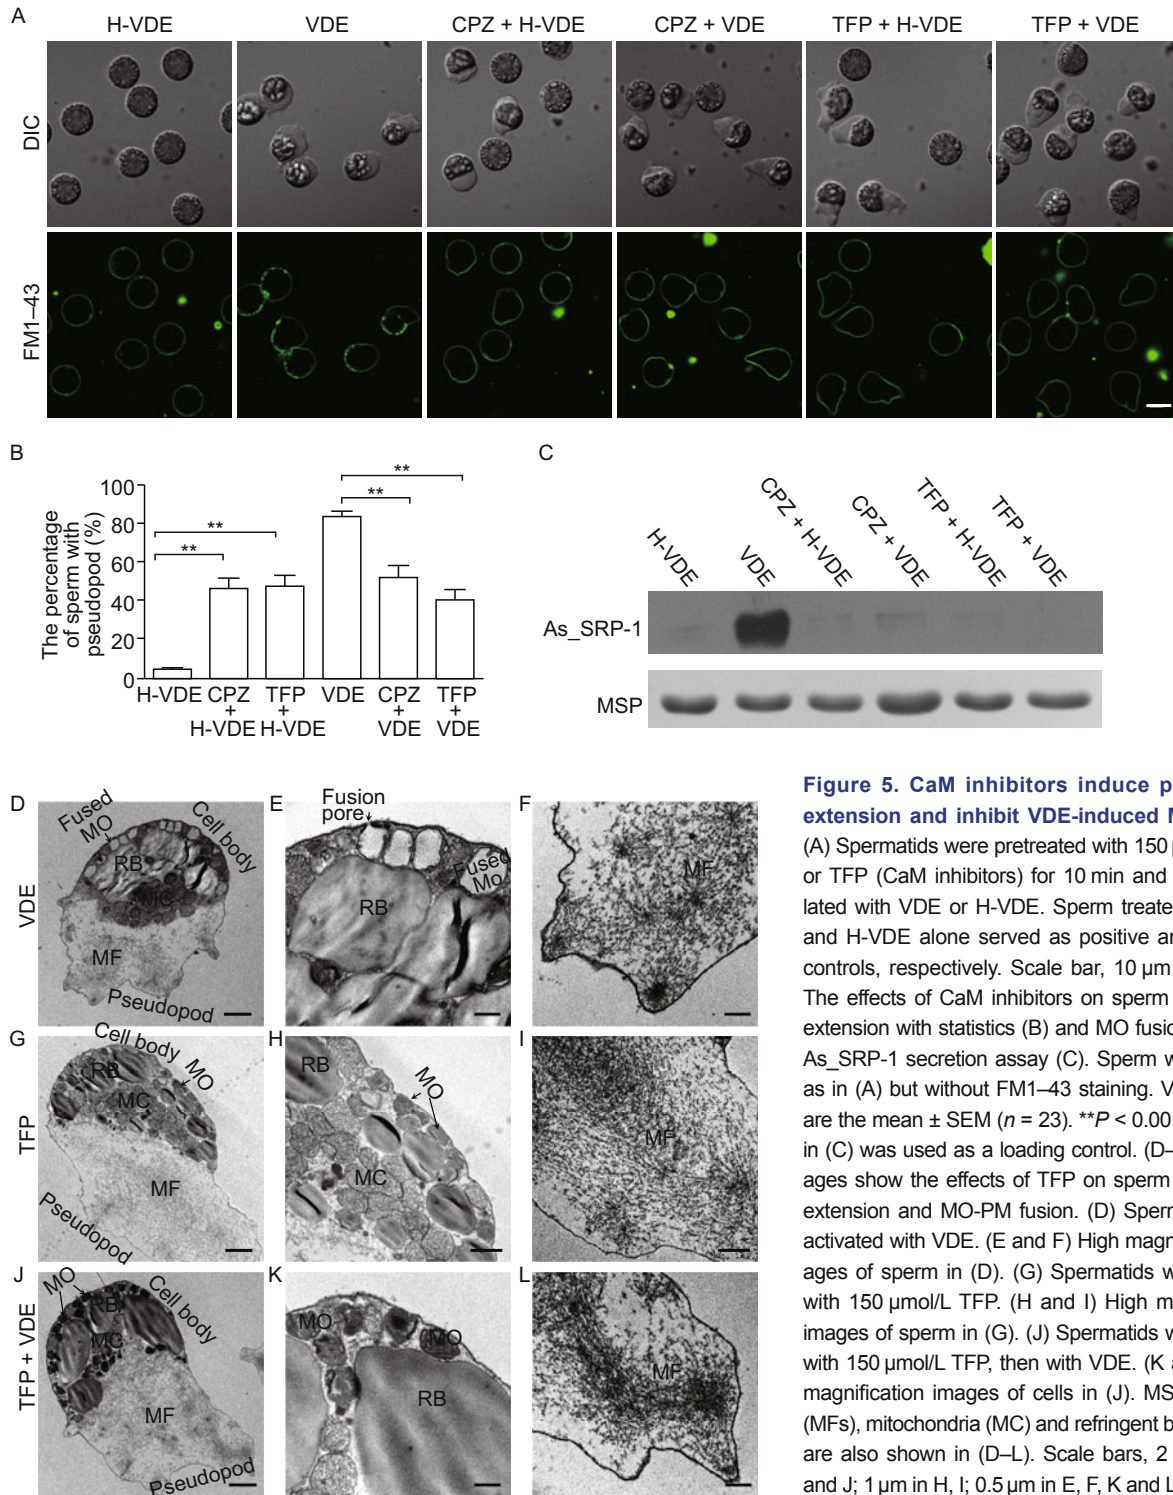 A
H-VDE VDE CPZ + H-VDE CPZ + VDE TFP + H-VDE TFP + VDE
DIC
FM1–43
B
The percentage
of sperm with
pseudopod (%)
100
80
60
40
20
0
** ** ** **
H-VDE CPZ TFP VDE CPZ TFP
+ + + +
H-VDE H-VDE VDE VDE
C
H-VDE VDE CPZ + H-VDE CPZ + VDE TFP + H-VDE TFP + VDE
As_SRP-1
MSP
D
VDE
Fused
MO
Cell body
RB
MC
MF
Pseudopod
E
Fusion
pore
Fused
Mo
RB
F
MF
G
TFP
Cell body
RB
MO
MC
MF
Pseudopod
H
RB
MO
MC
I
MF
J
TFP + VDE
MO
RB
Cell body
MC
MF
Pseudopod
K
MO
MO
RB
L
MF
Figure 5. CaM inhibitors induce p
extension and inhibit VDE-induced M
(A) Spermatids were pretreated with 150 µ
or TFP (CaM inhibitors) for 10 min and
lated with VDE or H-VDE. Sperm treate
and H-VDE alone served as positive an
controls, respectively. Scale bar, 10 µm.
The effects of CaM inhibitors on sperm
extension with statistics (B) and MO fusio
As_SRP-1 secretion assay (C). Sperm w
as in (A) but without FM1–43 staining. V
are the mean ± SEM (n = 23). **P < 0.00
in (C) was used as a loading control. (D–
ages show the effects of TFP on sperm
extension and MO-PM fusion. (D) Sperm
activated with VDE. (E and F) High magn
ages of sperm in (D). (G) Spermatids w
with 150 µmol/L TFP. (H and I) High m
images of sperm in (G). (J) Spermatids w
with 150 µmol/L TFP, then with VDE. (K a
magnification images of cells in (J). MS
(MFs), mitochondria (MC) and refringent b
are also shown in (D–L). Scale bars, 2
and J; 1 µm in H, I; 0.5 µm in E, F, K and L